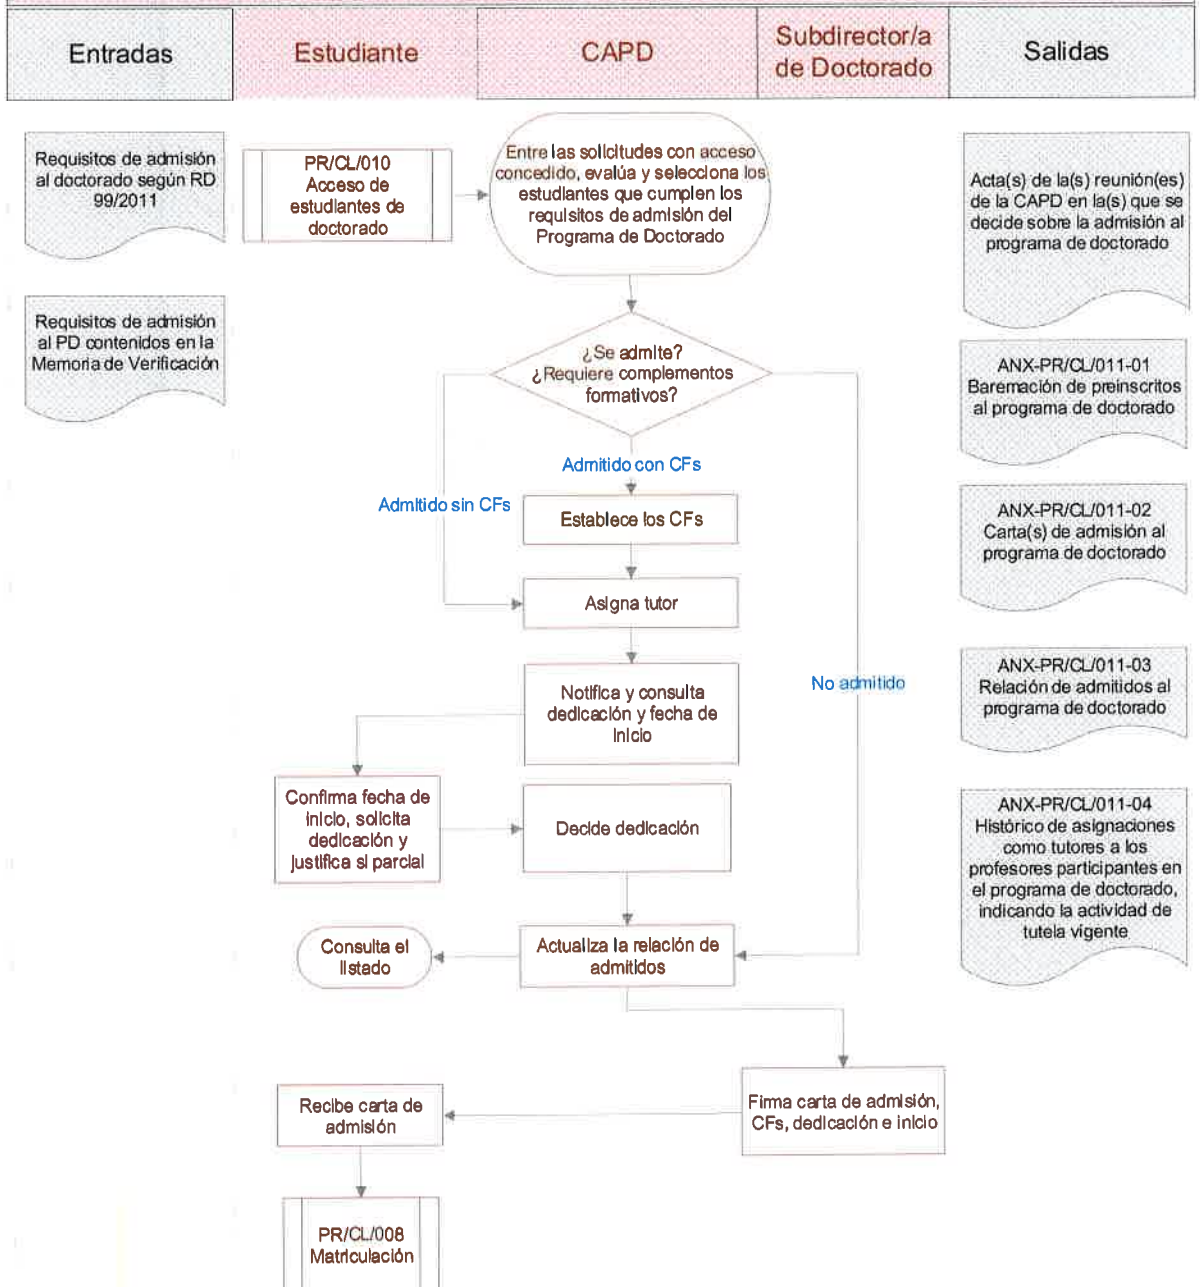 Entradas
Estudiante
CAPD
Subdirector/a
de Doctorado
Salidas
Requisitos de admisión
al doctorado según RD
99/2011
PR/CL/010
Acceso de
estudiantes de
doctorado
Entre las solicitudes con acceso
concedido, evalúa y selecciona los
estudiantes que cumplen los
requisitos de admisión del
Programa de Doctorado
Acta(s) de la(s) reunión(es)
de la CAPD en la(s) que se
decide sobre la admisión al
programa de doctorado
Requisitos de admisión
al PD contenidos en la
Memoria de Verificación
¿Se admite?
¿Requiere complementos
formativos?
ANX-PR/CL/011-01
Baremación de preinscritos
al programa de doctorado
Admitido con CFs
Admitido sin CFs
Establece los CFs
ANX-PR/CL/011-02
Carta(s) de admisión al
programa de doctorado
Asigna tutor
Notifica y consulta
dedicación y fecha de
inicio
No admitido
ANX-PR/CL/011-03
Relación de admitidos al
programa de doctorado
Confirma fecha de
inicio, solicita
dedicación y
justifica si parcial
Decide dedicación
ANX-PR/CL/011-04
Histórico de asignaciones
como tutores a los
profesores participantes en
el programa de doctorado,
indicando la actividad de
tutela vigente
Consulta el
listado
Actualiza la relación de
admitidos
Recibe carta de
admisión
Firma carta de admisión,
CFs, dedicación e inicio
PR/CL/008
Matriculación